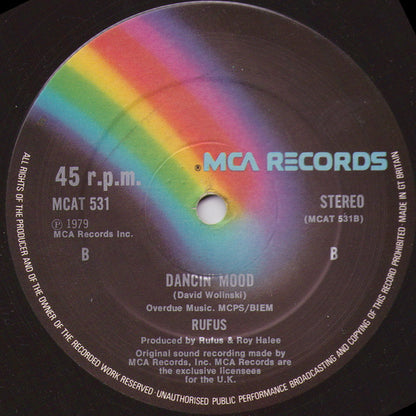 ®MCA RECORDS
45 r.p.m.
MCAT 531
STEREO
(MCAT 531B)
℗ 1979
MCA Records Inc.
B
B
DANCIN' MOOD
(David Wolinski)
Overdue Music. MCPS/BIEM
RUFUS
Produced by Rufus & Roy Halee
Original sound recording made by
MCA Records, Inc. MCA Records are
the exclusive licensees
for the U.K.
ALL RIGHTS OF THE PRODUCER AND OF THE OWNER OF THE RECORDED WORK RESERVED·UNAUTHORISED PUBLIC PERFORMANCE BROADCASTING AND COPYING OF THIS RECORD PROHIBITED·MADE IN GT BRITAIN